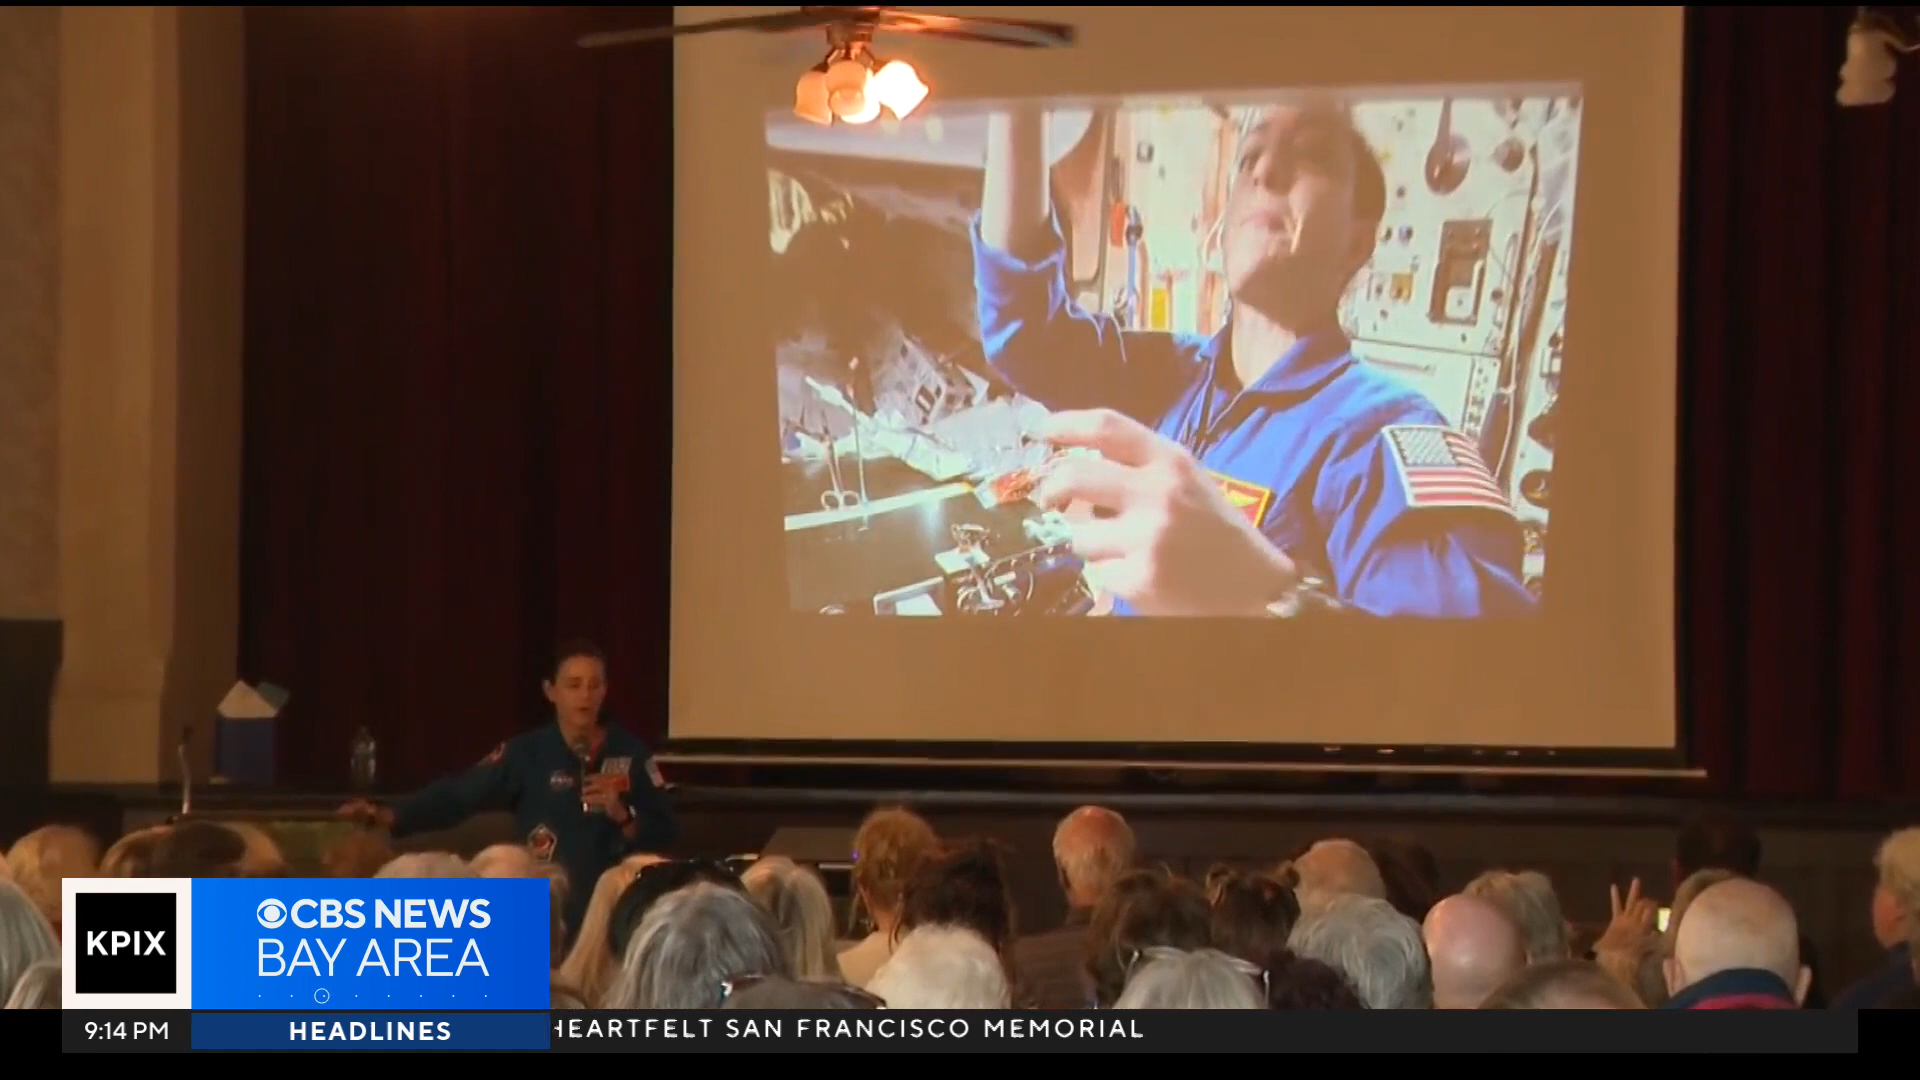 KPIX
CBS NEWS
BAY AREA
9:14 PM
HEADLINES
HEARTFELT SAN FRANCISCO MEMORIAL